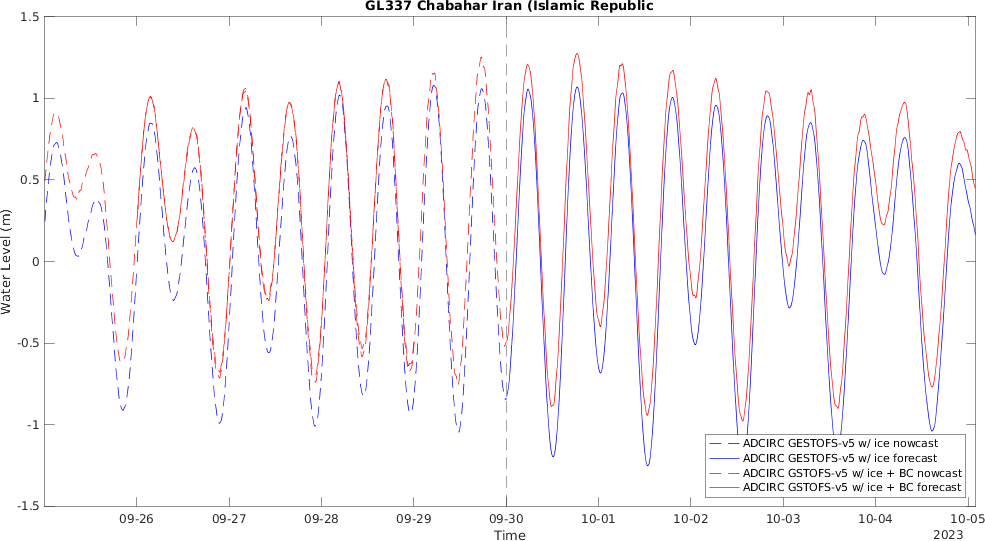 GL337 Chabahar Iran (Islamic Republic
1.5
1
0.5
0
-0.5
-1
-1.5
Water Level (m)
09-26 09-27 09-28 09-29 09-30 10-01 10-02 10-03 10-04 10-05
Time
2023
ADCIRC GESTOFS-v5 w/ ice nowcast
ADCIRC GESTOFS-v5 w/ ice forecast
ADCIRC GSTOFS-v5 w/ ice + BC nowcast
ADCIRC GSTOFS-v5 w/ ice + BC forecast